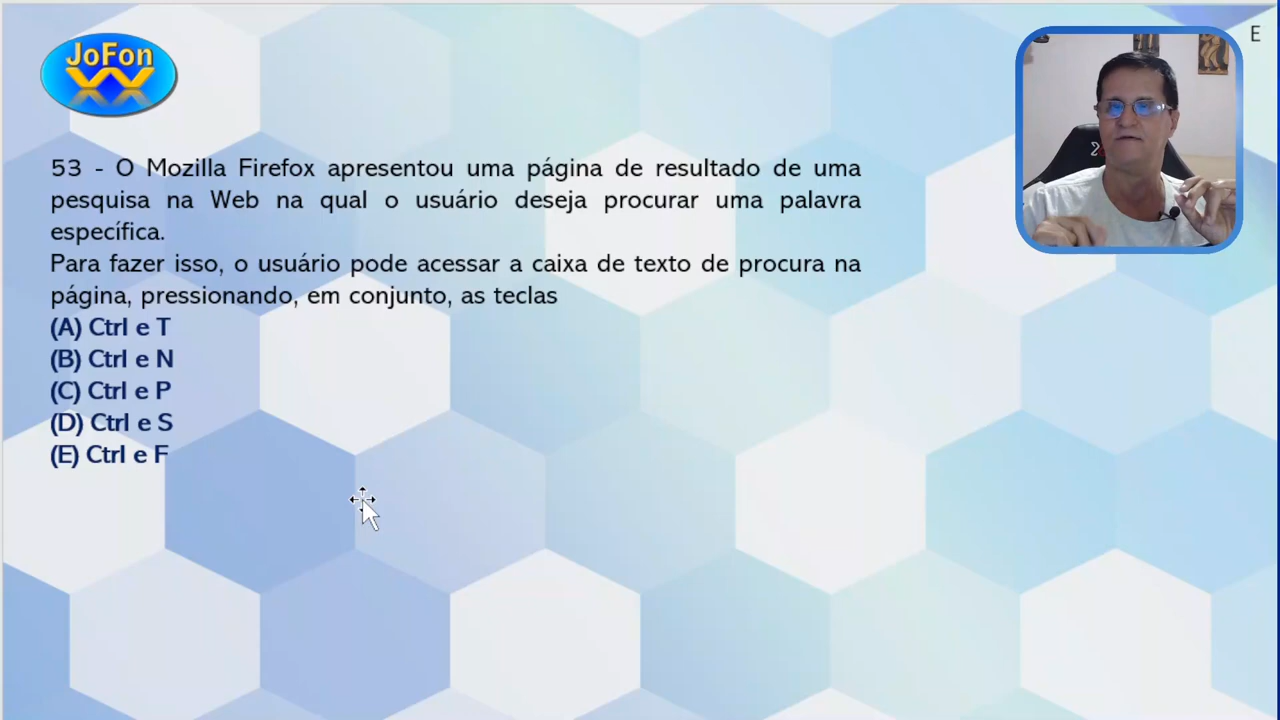 JoFon
E
53 - O Mozilla Firefox apresentou uma página de resultado de uma
pesquisa na Web na qual o usuário deseja procurar uma palavra
específica.
Para fazer isso, o usuário pode acessar a caixa de texto de procura na
página, pressionando, em conjunto, as teclas
(A) Ctrl e T
(B) Ctrl e N
(C) Ctrl e P
(D) Ctrl e S
(E) Ctrl e F